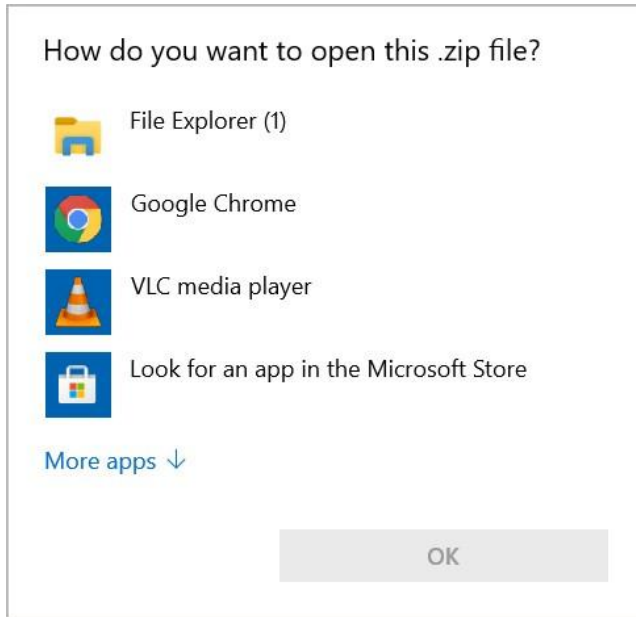 How do you want to open this .zip file?
File Explorer (1)
Google Chrome
VLC media player
Look for an app in the Microsoft Store
More apps ↓
OK